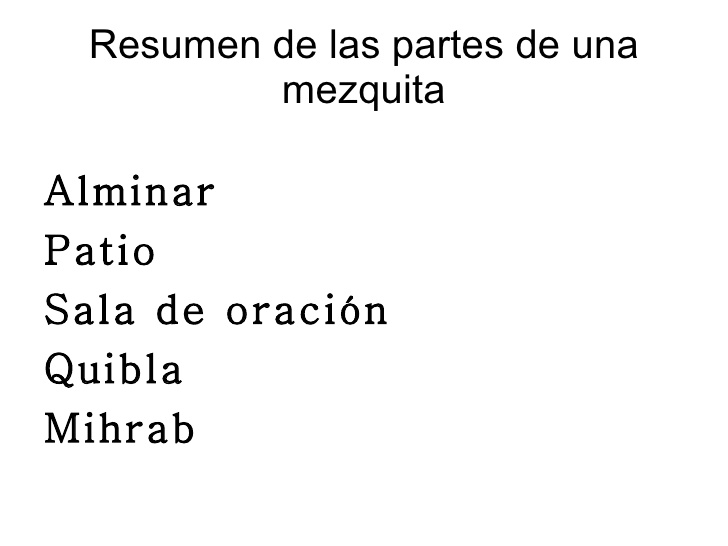 Resumen de las partes de una
mezquita
Alminar
Patio
Sala de oración
Quibla
Mihrab